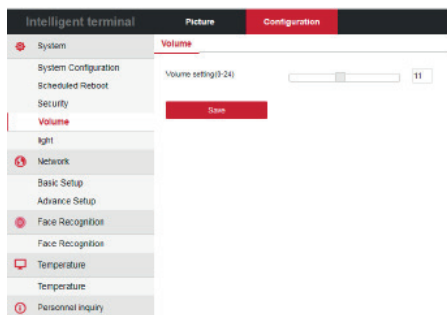 Intelligent terminal
Picture
Configuration
System
System Configuration
Scheduled Reboot
Security
Volume
light
Network
Basic Setup
Advance Setup
Face Recognition
Face Recognition
Temperature
Temperature
Personnel inquiry
Volume
Volume setting(0-24)
11
Save